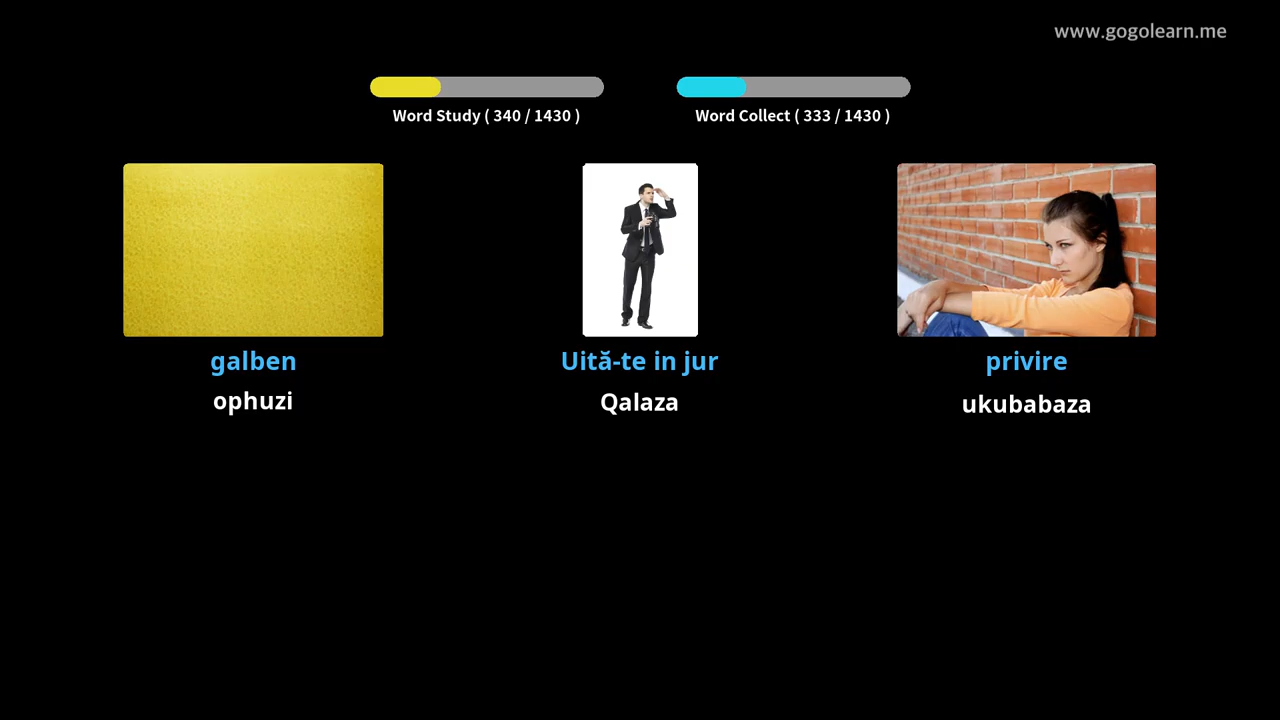 www.gogolearn.me
Word Study ( 340 / 1430 )
Word Collect ( 333 / 1430 )
galben
Uită-te in jur
privire
ophuzi
Qalaza
ukubabaza